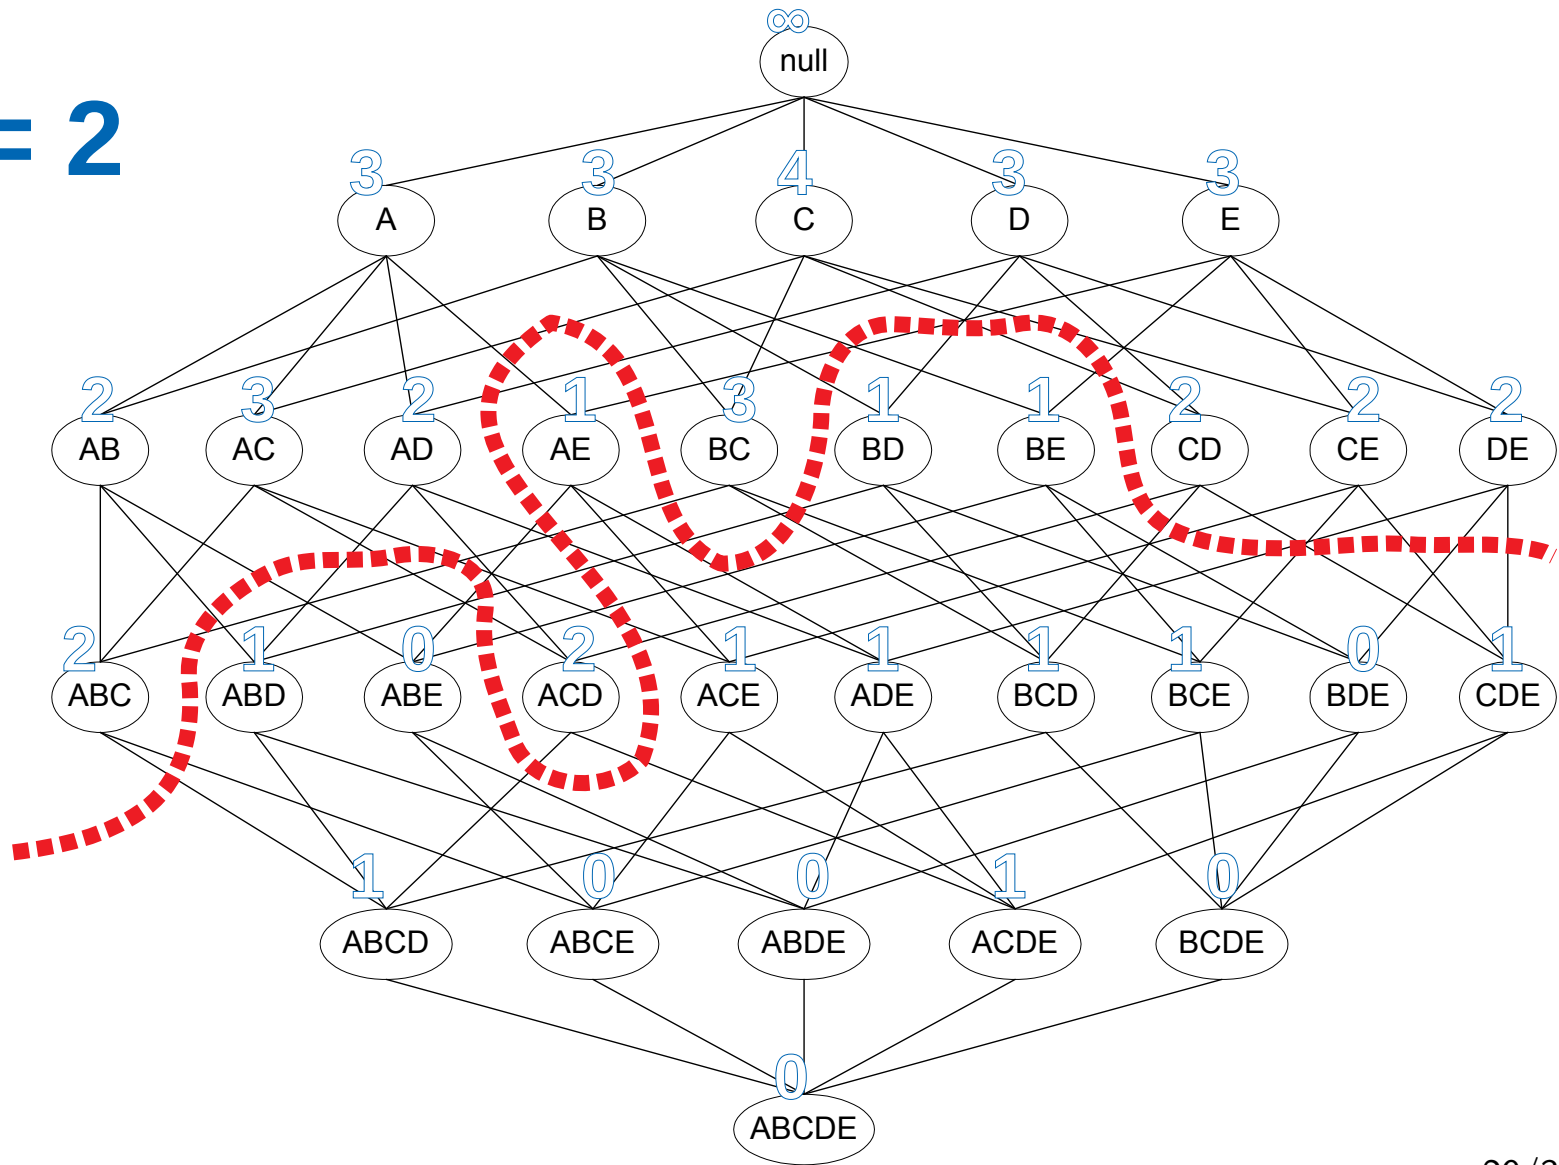 ∞
null
= 2
3 3 4 3 3
A B C D E
2 3 2 1 3 1 1 2 2 2
AB AC AD AE BC BD BE CD CE DE
2 1 0 2 1 1 1 1 0 1
ABC ABD ABE ACD ACE ADE BCD BCE BDE CDE
1 0 0 1 0
ABCD ABCE ABDE ACDE BCDE
0
ABCDE